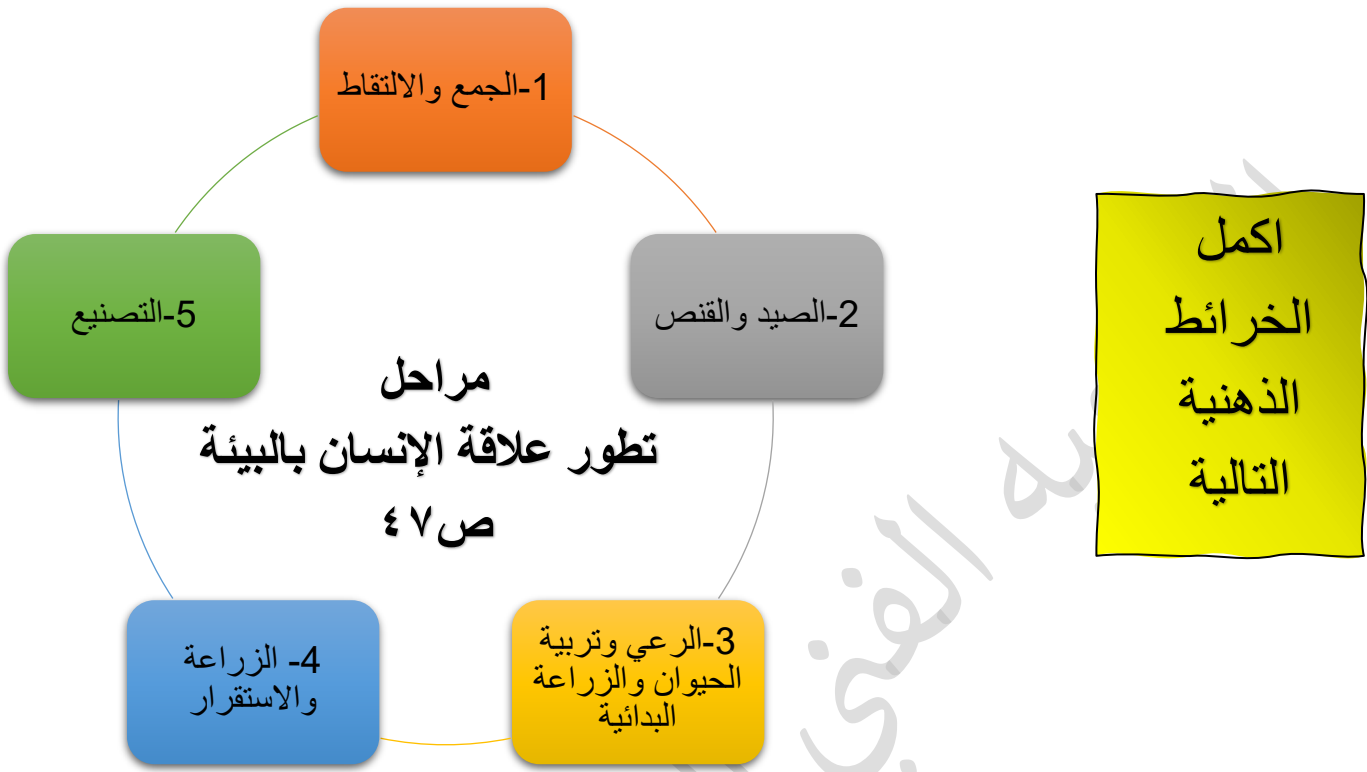 اكمل
الخرائط
الذهنية
التالية
1-الجمع والالتقاط
2-الصيد والقنص
3-الرعي وتربية
الحيوان والزراعة
البدائية
4- الزراعة
والاستقرار
5-التصنيع
مراحل
تطور علاقة الإنسان بالبيئة
ص٤٧
الفني